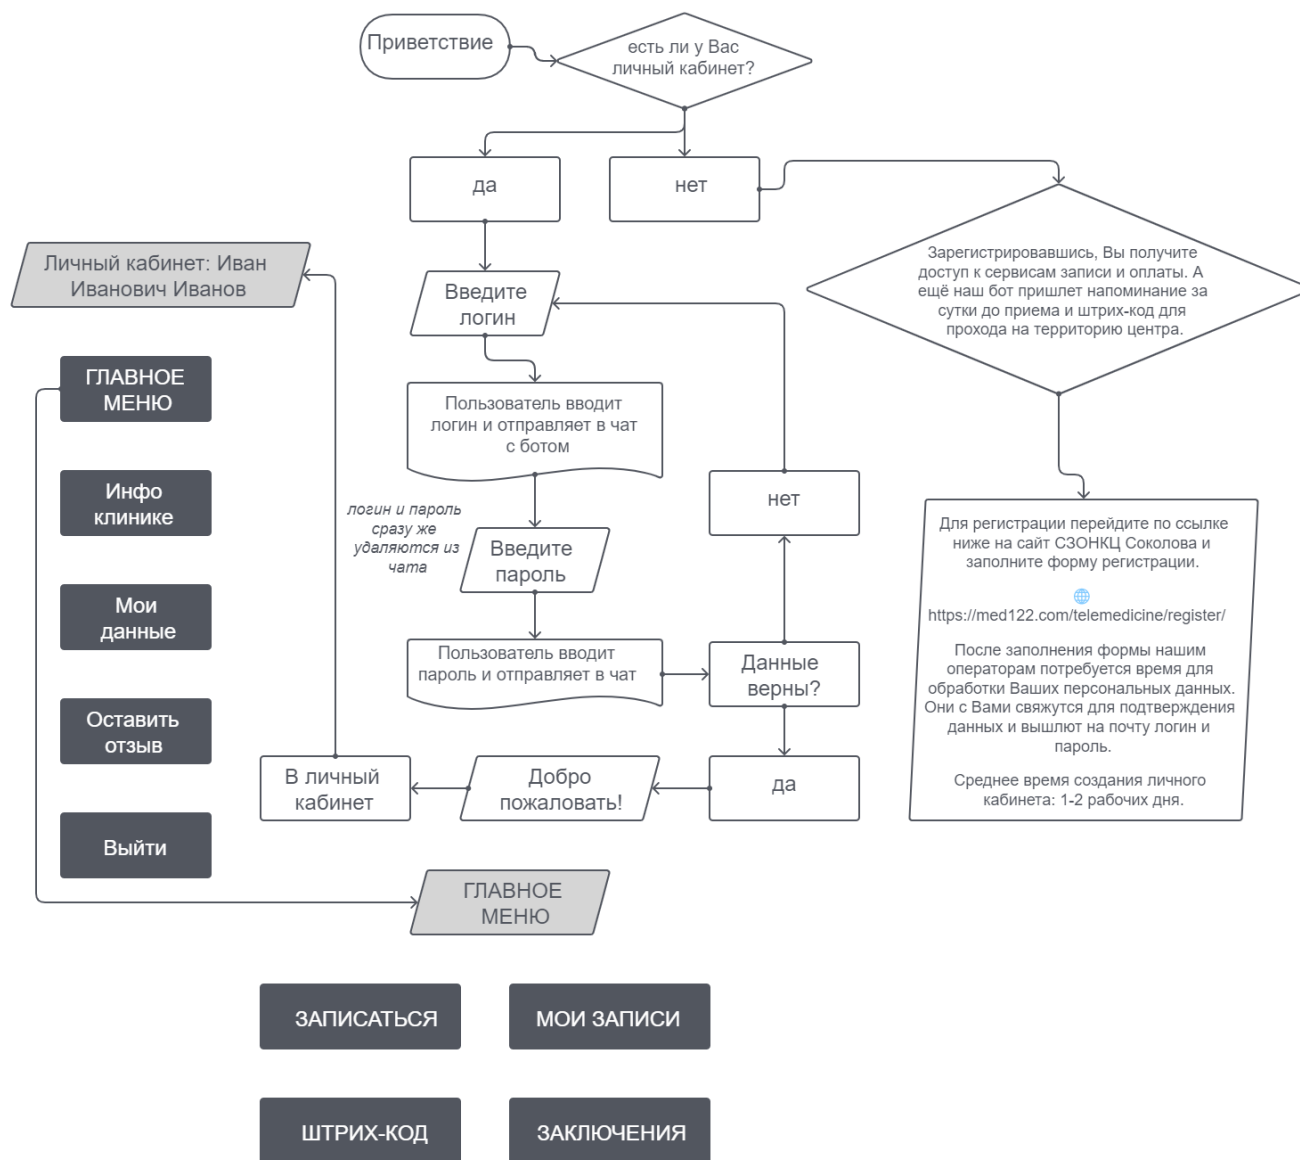 Приветствие
есть ли у Вас
личный кабинет?
да
нет
Зарегистрировавшись, Вы получите
доступ к сервисам записи и оплаты. А
ещё наш бот пришлет напоминание за
сутки до приема и штрих-код для
прохода на территорию центра.
Личный кабинет: Иван
Иванович Иванов
Введите
логин
ГЛАВНОЕ
МЕНЮ
Пользователь вводит
логин и отправляет в чат
с ботом
Инфо
клинике
нет
логин и пароль
сразу же
удаляются из
чата
Введите
пароль
Для регистрации перейдите по ссылке
ниже на сайт СЗОНКЦ Соколова и
заполните форму регистрации.
https://med122.com/telemedicine/register/
После заполнения формы нашим
операторам потребуется время для
обработки Ваших персональных данных.
Они с Вами свяжутся для подтверждения
данных и вышлют на почту логин и
пароль.
Среднее время создания личного
кабинета: 1-2 рабочих дня.
Мои
данные
Пользователь вводит
пароль и отправляет в чат
Данные
верны?
Оставить
отзыв
В личный
кабинет
Добро
пожаловать!
да
Выйти
ГЛАВНОЕ
МЕНЮ
ЗАПИСАТЬСЯ
МОИ ЗАПИСИ
ШТРИХ-КОД
ЗАКЛЮЧЕНИЯ